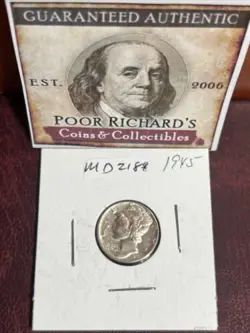 GUARANTEED AUTHENTIC
EST. 2006
POOR RICHARD'S
Coins & Collectibles
MD2188 1945